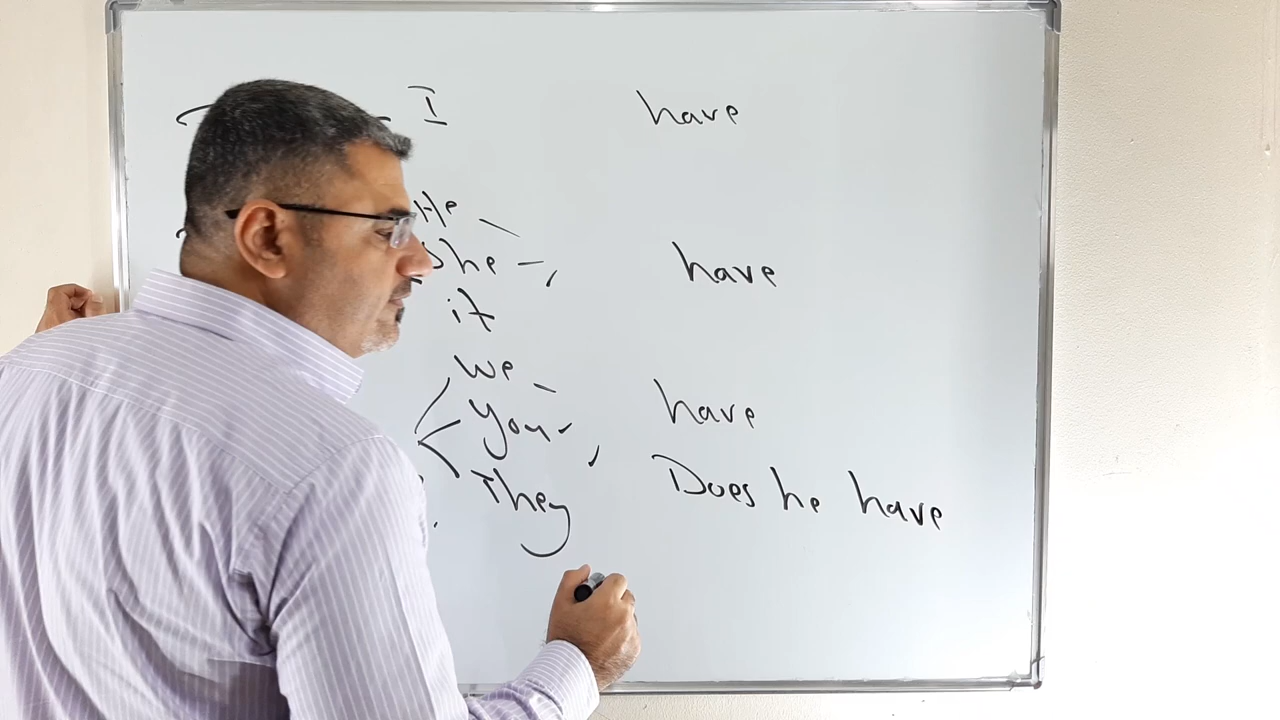 I have
He
She have
it
We
You have
They Does he have